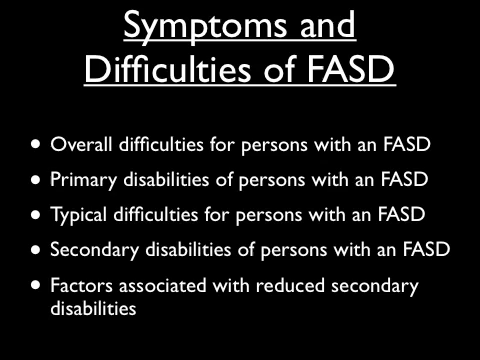 Symptoms and
Difficulties of FASD
• Overall difficulties for persons with an FASD
• Primary disabilities of persons with an FASD
• Typical difficulties for persons with an FASD
• Secondary disabilities of persons with an FASD
• Factors associated with reduced secondary
disabilities